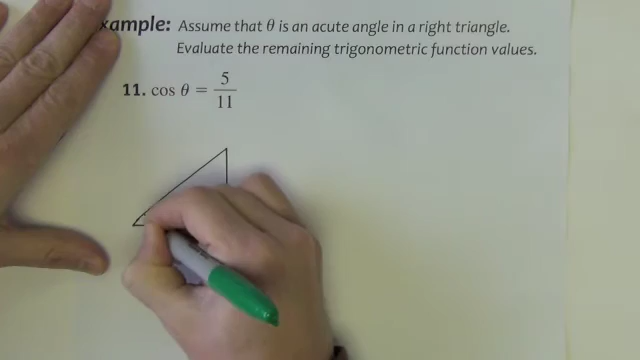 xample: Assume that θ is an acute angle in a right triangle.
Evaluate the remaining trigonometric function values.
11. cos θ = 5/11